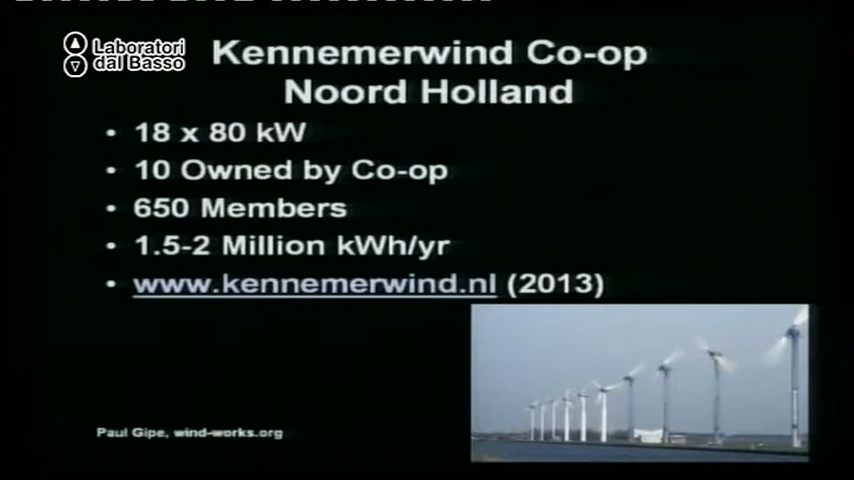 Laboratori
dal Basso
Kennemerwind Co-op
Noord Holland
• 18 x 80 kW
• 10 Owned by Co-op
• 650 Members
• 1.5-2 Million kWh/yr
• www.kennemerwind.nl (2013)
Paul Gipe, wind-works.org